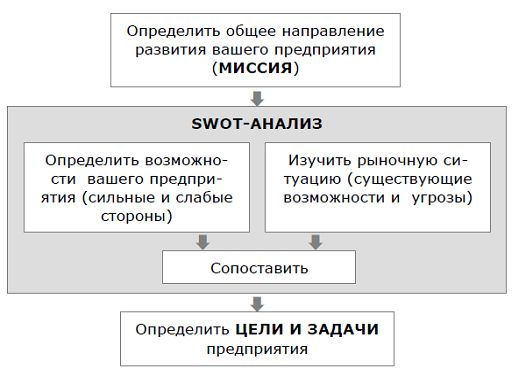 Определить общее направление
развития вашего предприятия
(МИССИЯ)
SWOT-АНАЛИЗ
Определить возможно-
сти вашего предпри-
ятия (сильные и слабые
стороны)
Изучить рыночную си-
туацию (существующие
возможности и угрозы)
Сопоставить
Определить ЦЕЛИ И ЗАДАЧИ
предприятия